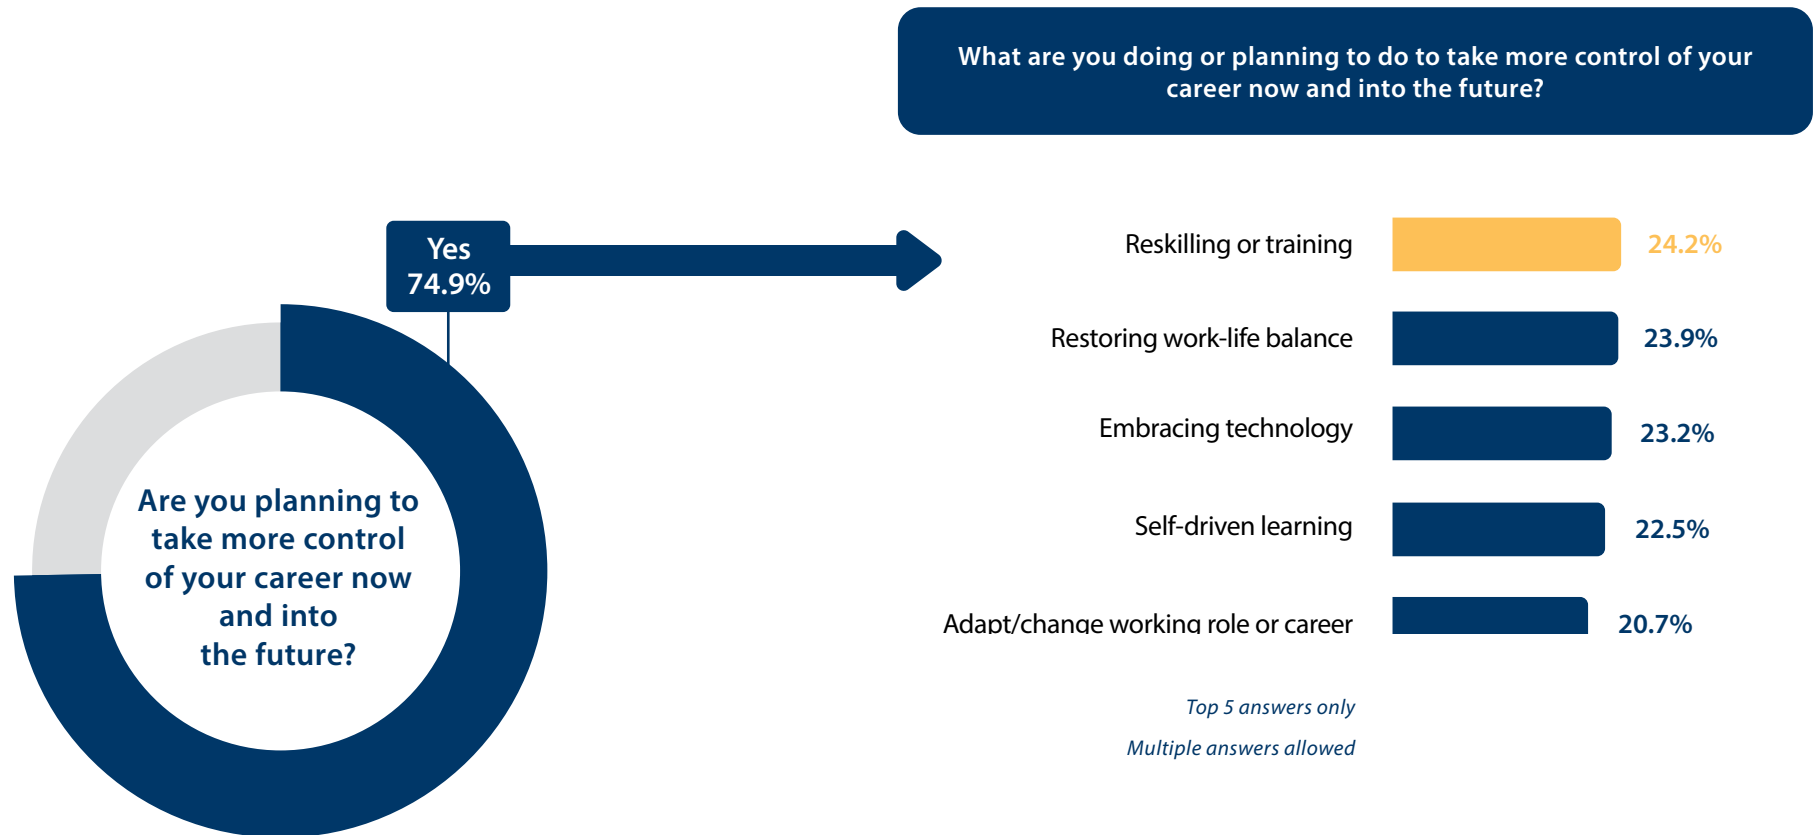 What are you doing or planning to do to take more control of your
career now and into the future?
Yes
74.9%
Are you planning to
take more control
of your career now
and into
the future?
Reskilling or training 24.2%
Restoring work-life balance 23.9%
Embracing technology 23.2%
Self-driven learning 22.5%
Adapt/change working role or career 20.7%
Top 5 answers only
Multiple answers allowed